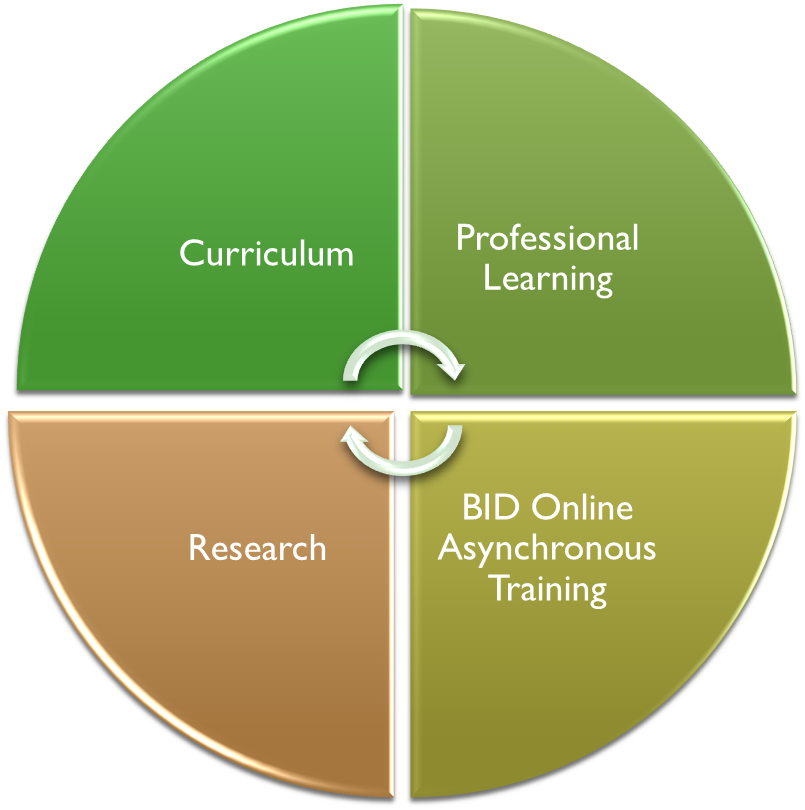 Curriculum
Professional
Learning
Research
BID Online
Asynchronous
Training